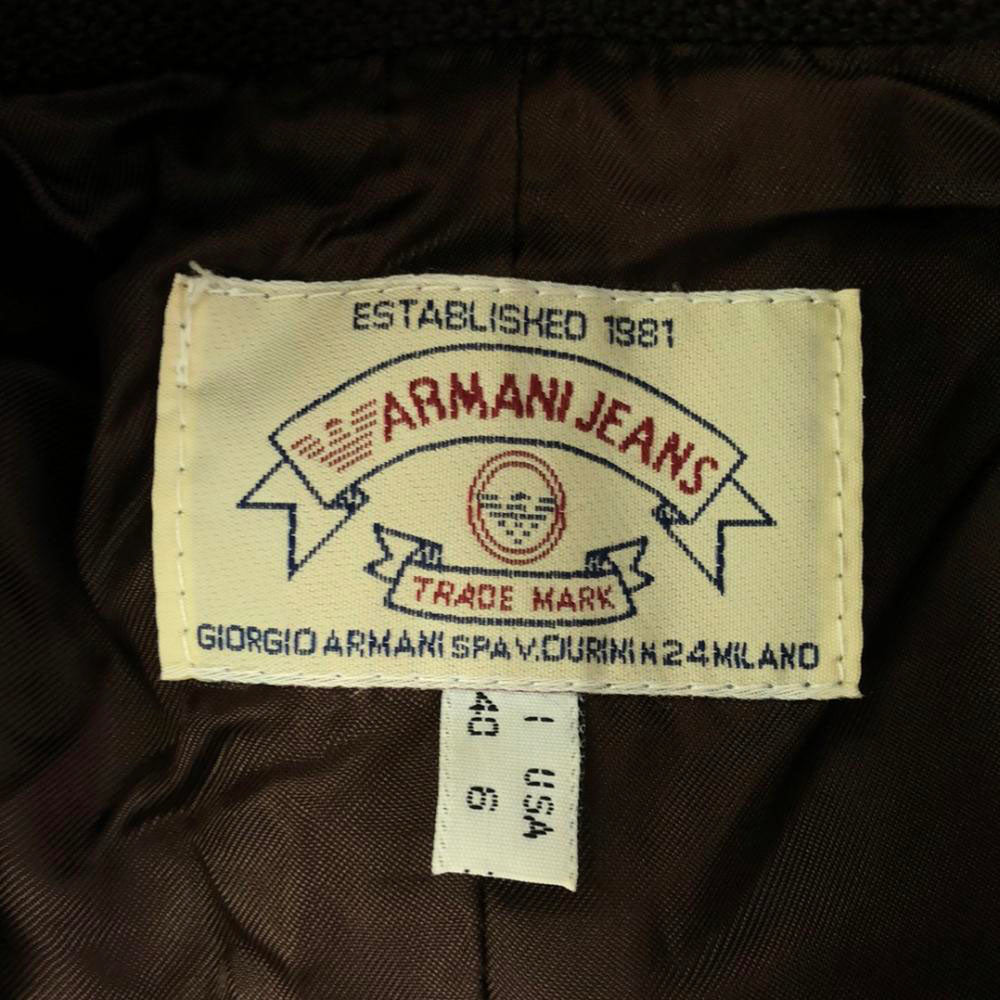 ESTABLISHED 1981
ARMANI JEANS
TRADE MARK
GIORGIO ARMANI SPA V.DURINI N 24 MILANO
I USA
40 6